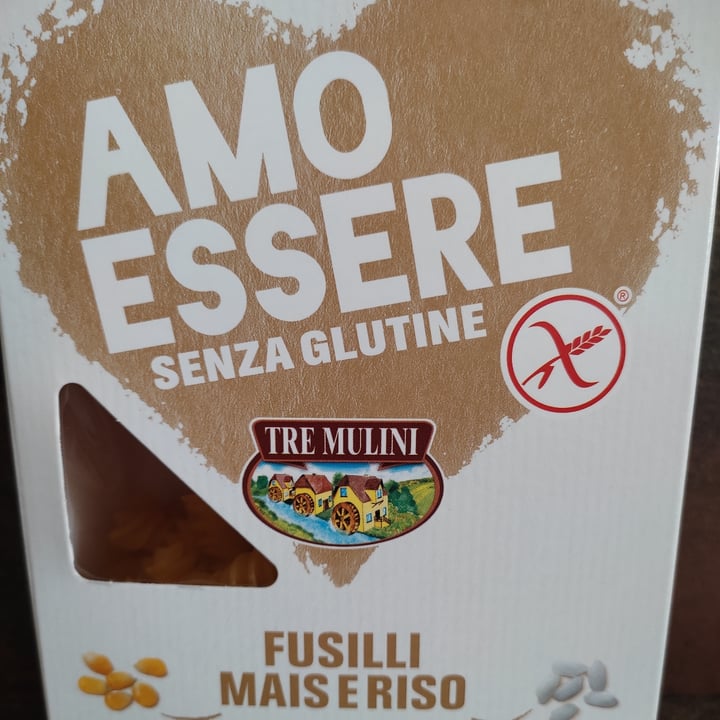 AMO
ESSERE
SENZA GLUTINE
®
TRE MULINI
FUSILLI
MAIS E RISO